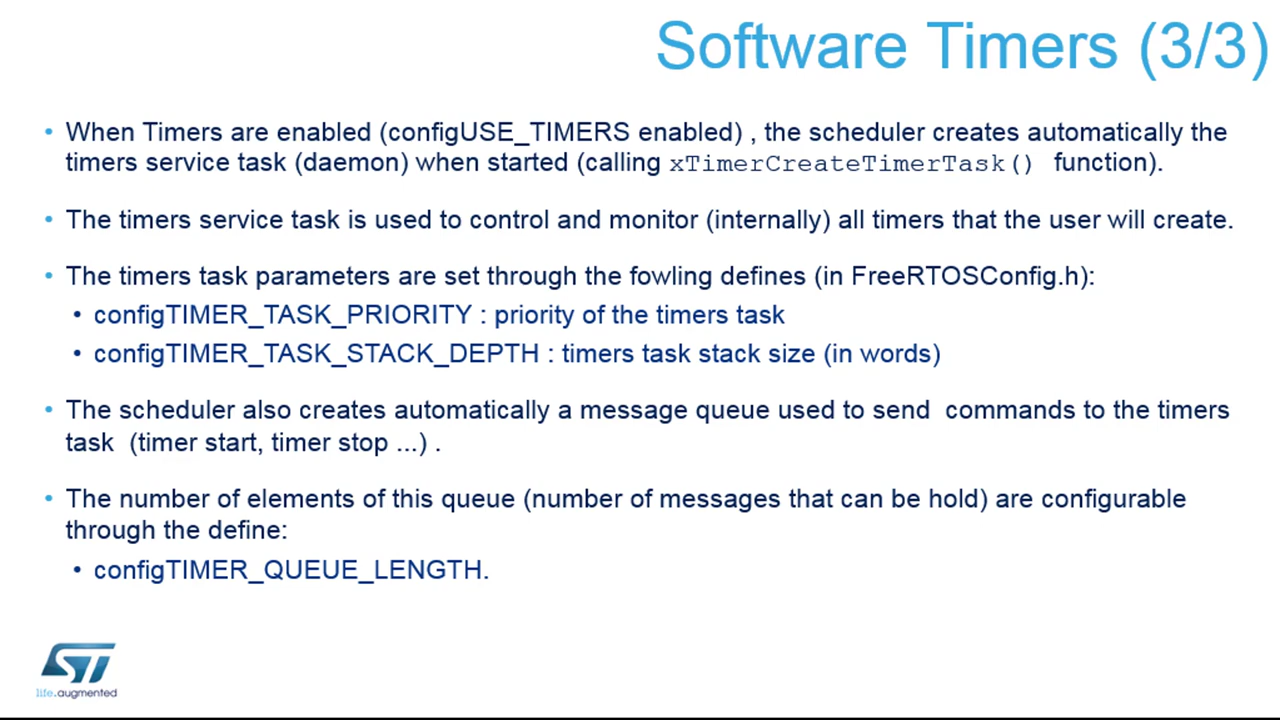 Software Timers (3/3)
• When Timers are enabled (configUSE_TIMERS enabled) , the scheduler creates automatically the
timers service task (daemon) when started (calling xTimerCreateTimerTask() function).
• The timers service task is used to control and monitor (internally) all timers that the user will create.
• The timers task parameters are set through the fowling defines (in FreeRTOSConfig.h):
• configTIMER_TASK_PRIORITY : priority of the timers task
• configTIMER_TASK_STACK_DEPTH : timers task stack size (in words)
• The scheduler also creates automatically a message queue used to send commands to the timers
task (timer start, timer stop ...) .
• The number of elements of this queue (number of messages that can be hold) are configurable
through the define:
• configTIMER_QUEUE_LENGTH.
ST
life.augmented